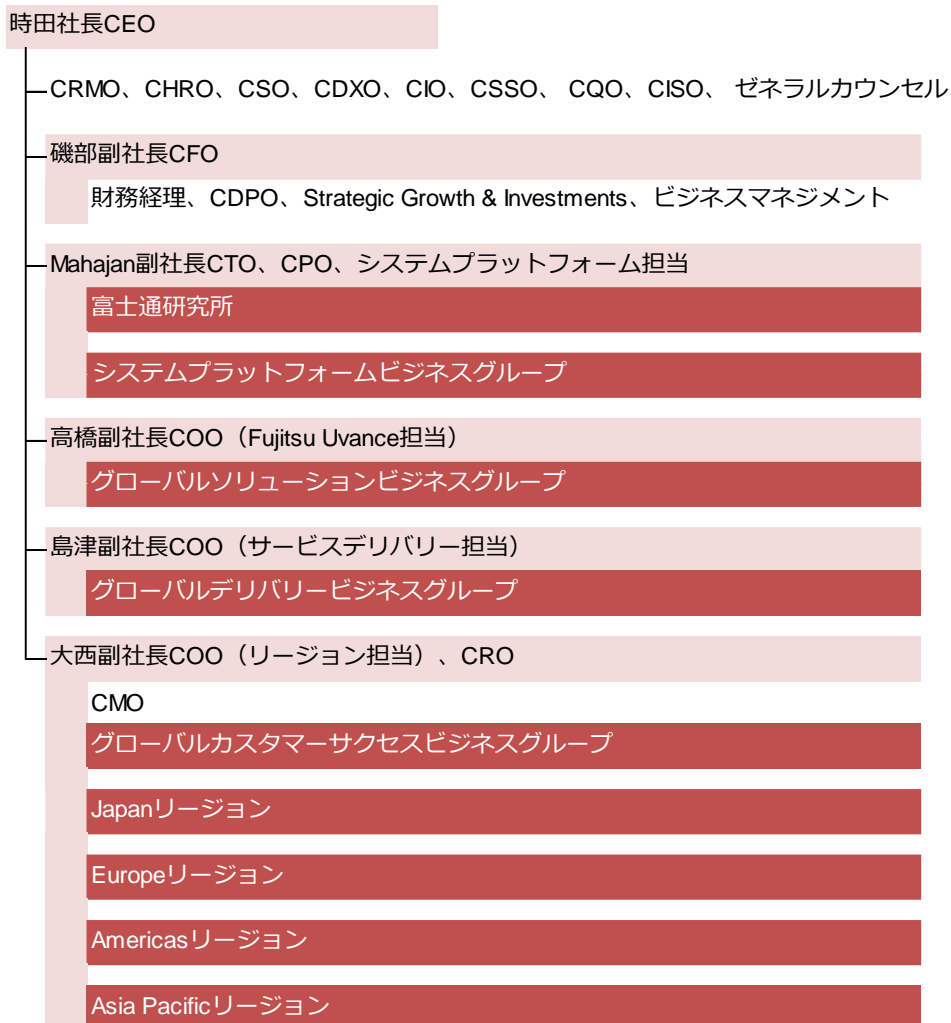 時田社長CEO
CRMO、CHRO、CSO、CDXO、CIO、CSSO、 CQO、CISO、 ゼネラルカウンセル
磯部副社長CFO
財務経理、CDPO、Strategic Growth & Investments、ビジネスマネジメント
Mahajan副社長CTO、CPO、システムプラットフォーム担当
富士通研究所
システムプラットフォームビジネスグループ
高橋副社長COO（Fujitsu Uvance担当）
グローバルソリューションビジネスグループ
島津副社長COO（サービスデリバリー担当）
グローバルデリバリービジネスグループ
大西副社長COO（リージョン担当）、CRO
CMO
グローバルカスタマーサクセスビジネスグループ
Japanリージョン
Europeリージョン
Americasリージョン
Asia Pacificリージョン